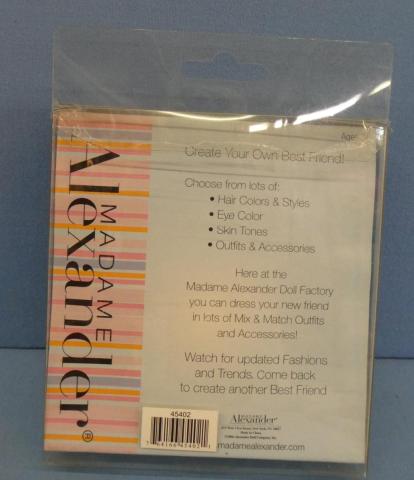 MADAME
Alexander®
Age
Create Your Own Best Friend!
Choose from lots of:
• Hair Colors & Styles
• Eye Color
• Skin Tones
• Outfits & Accessories
Here at the
Madame Alexander Doll Factory
you can dress your new friend
in lots of Mix & Match Outfits
and Accessories!
Watch for updated Fashions
and Trends. Come back
to create another Best Friend
45402
Alexander
madamealexander.com